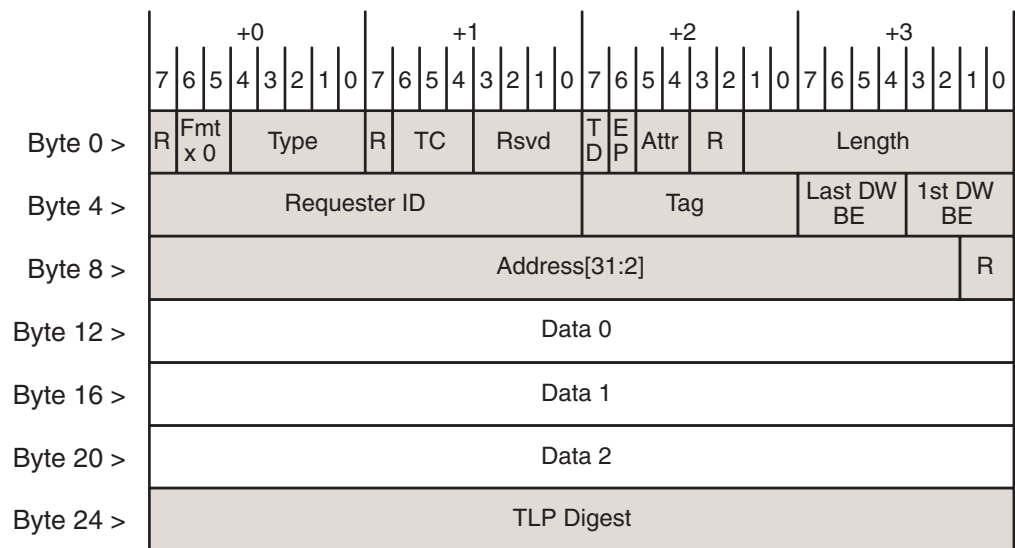 +0 +1 +2 +3
7 6 5 4 3 2 1 0 7 6 5 4 3 2 1 0 7 6 5 4 3 2 1 0 7 6 5 4 3 2 1 0
Byte 0 > R Fmt x 0 Type R TC Rsvd T D E P Attr R Length
Byte 4 > Requester ID Tag Last DW BE 1st DW BE
Byte 8 > Address[31:2] R
Byte 12 > Data 0
Byte 16 > Data 1
Byte 20 > Data 2
Byte 24 > TLP Digest